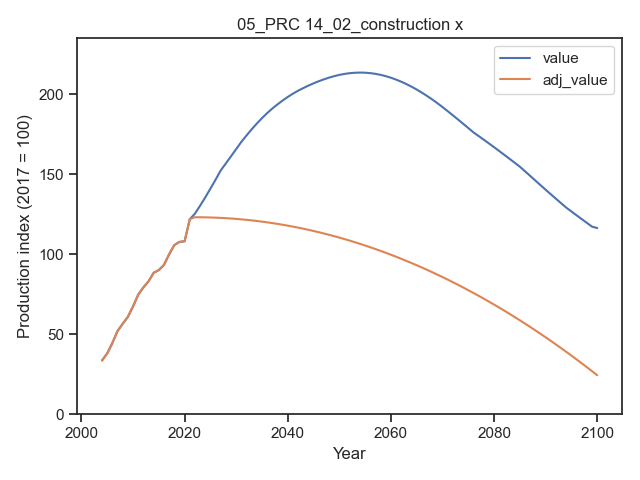 05_PRC 14_02_construction x
value
adj_value
Production index (2017 = 100)
200
150
100
50
0
2000
2020
2040
2060
2080
2100
Year